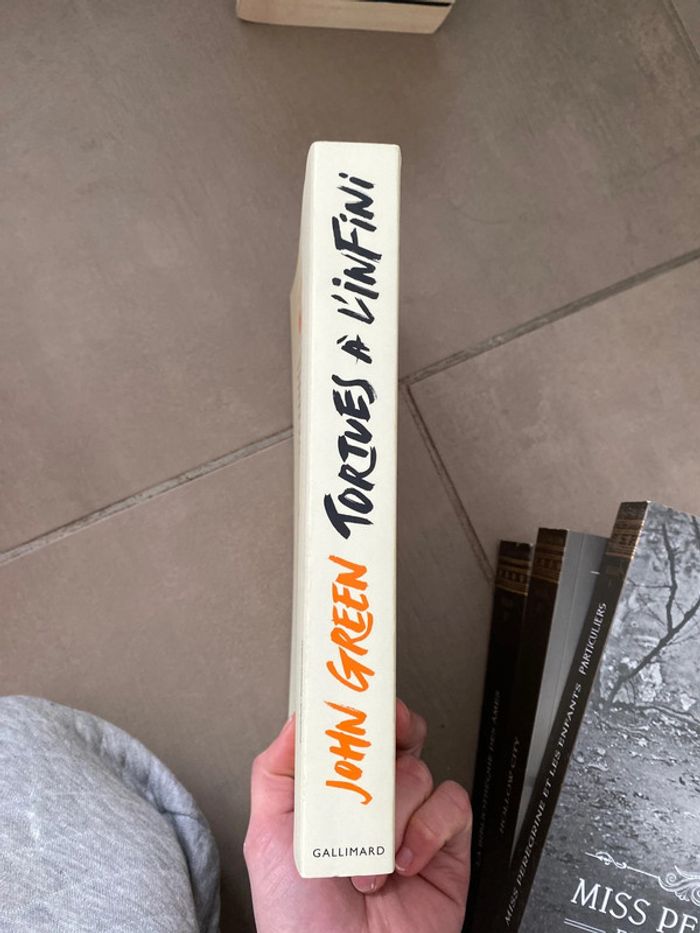 JOHN GREEN TORTUES À L'INFINI
GALLIMARD
LA BIBLIOTHÈQUE DES ÂMES
HOLLOW CITY
MISS PEREGRINE ET LES ENFANTS PARTICULIERS
MISS PE